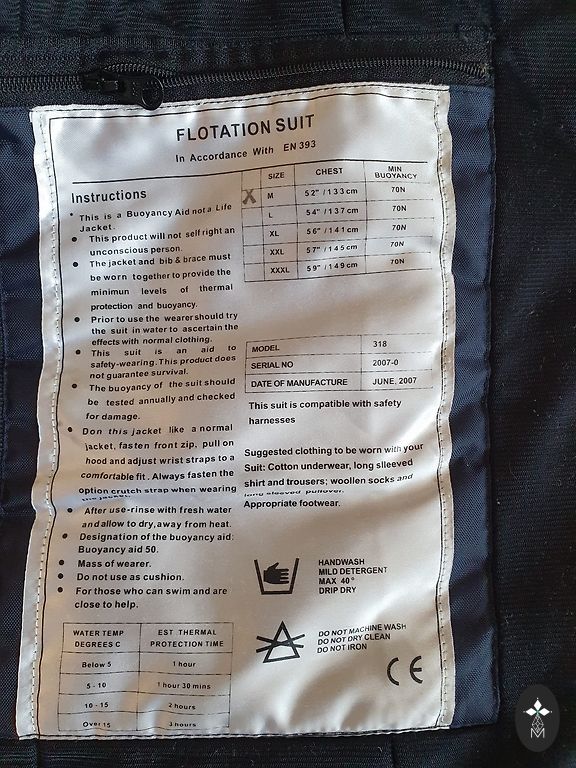 FLOTATION SUIT
In Accordance With EN 393
Instructions
• This is a Buoyancy Aid not a Life
Jacket.
• This product will not self right an
unconscious person.
• The jacket and bib & brace must
be worn together to provide the
minimun levels of thermal
protection and buoyancy.
• Prior to use the wearer should try
the suit in water to ascertain the
effects with normal clothing.
• This suit is an aid to
safety-wearing. This product does
not guarantee survival.
• The buoyancy of the suit should
be tested annually and checked
for damage.
• Don this jacket like a normal
jacket, fasten front zip, pull on
hood and adjust wrist straps to a
comfortable fit. Always fasten the
option crutch strap when wearing
the jacket.
• After use-rinse with fresh water
and allow to dry, away from heat.
• Designation of the buoyancy aid:
Buoyancy aid 50.
• Mass of wearer.
• Do not use as cushion.
• For those who can swim and are
close to help.
WATER TEMP DEGREES C EST THERMAL PROTECTION TIME
Below 5 1 hour
5 - 10 1 hour 30 mins
10 - 15 2 hours
Over 15 3 hours
SIZE CHEST MIN BUOYANCY
X M 52" / 133 cm 70N
L 54" / 137 cm 70N
XL 56" / 141 cm 70N
XXL 57" / 145 cm 70N
XXXL 59" / 149 cm 70N
MODEL 318
SERIAL NO 2007-0
DATE OF MANUFACTURE JUNE, 2007
This suit is compatible with safety
harnesses
Suggested clothing to be worn with your
Suit: Cotton underwear, long slleeved
shirt and trousers; woollen socks and
long sleeved pullover.
Appropriate footwear.
HANDWASH
MILD DETERGENT
MAX 40°
DRIP DRY
DO NOT MACHINE WASH
DO NOT DRY CLEAN
DO NOT IRON
CE
M